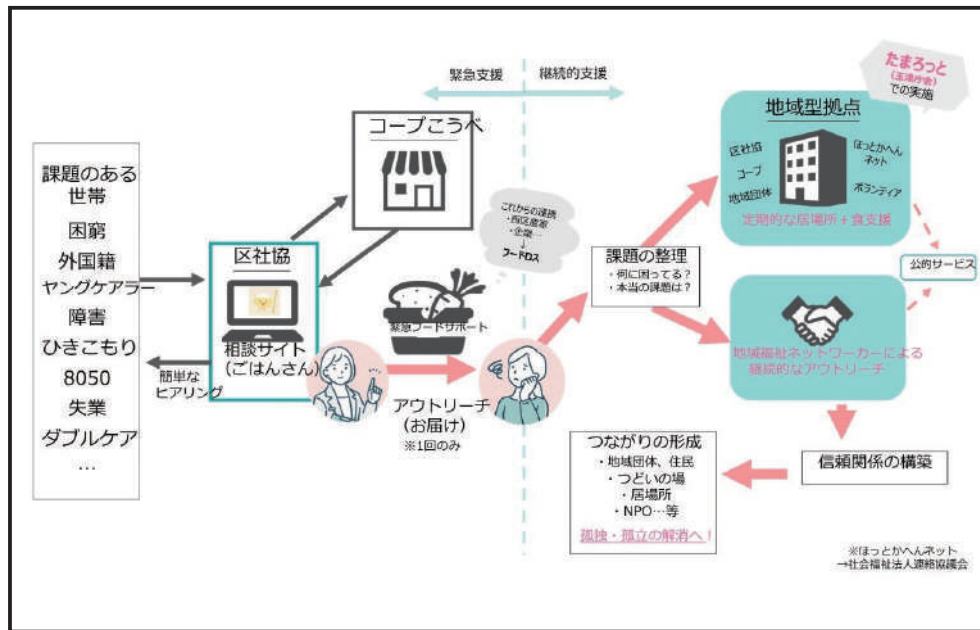 緊急支援
継続的支援
たまろっと
(玉津庁舎)
での実施
課題のある
世帯
困窮
外国籍
ヤングケアラー
障害
ひきこもり
8050
失業
ダブルケア
…
コープこうべ
区社協
相談サイト
(ごはんさん)
簡単な
ヒアリング
これからの連携
・西区農家
・企業…
↓
フードロス
緊急フードサポート
アウトリーチ
(お届け)
※1回のみ
課題の整理
・何に困ってる？
・本当の課題は？
地域型拠点
区社協
コープ
地域団体
ほっとかへん
ネット
ボランティア
定期的な居場所＋食支援
公的サービス
地域福祉ネットワーカーによる
継続的なアウトリーチ
信頼関係の構築
つながりの形成
・地域団体、住民
・つどいの場
・居場所
・NPO…等
孤独・孤立の解消へ！
※ほっとかへんネット
→社会福祉法人連絡協議会